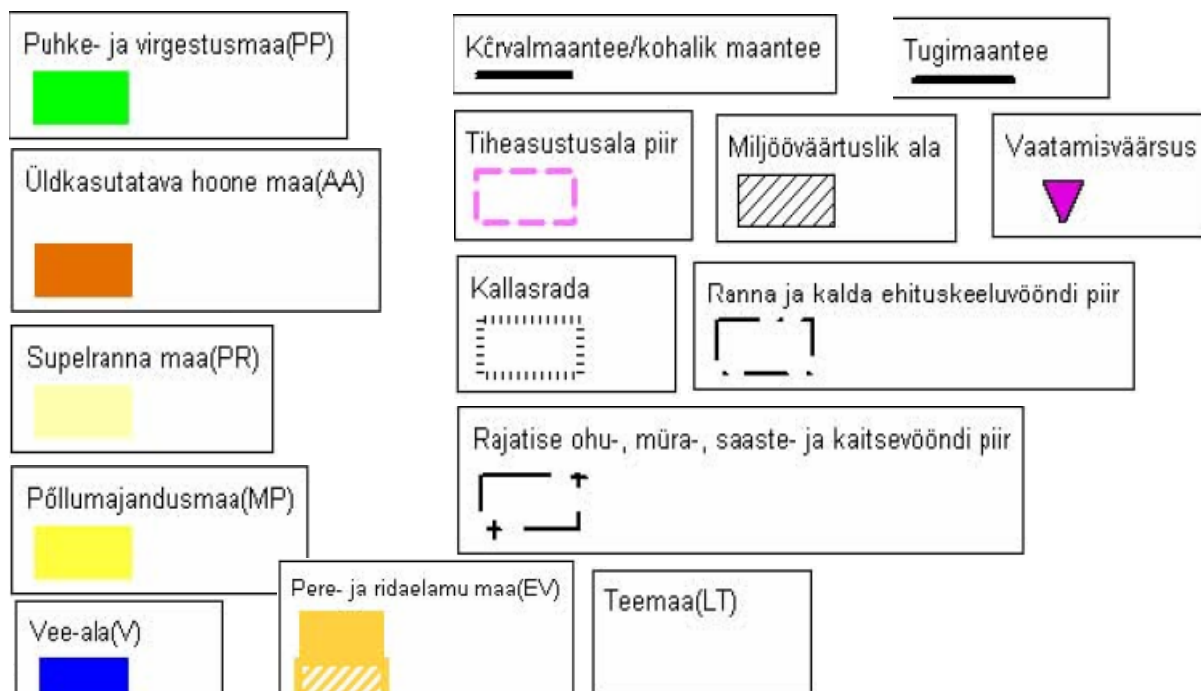 Puhke- ja virgestusmaa(PP)
Kĉrvalmaantee/kohalik maantee
Tugimaantee
Üldkasutatava hoone maa(AA)
Tiheasustusala piir
Miljööväärtuslik ala
Vaatamisväärsus
Supelranna maa(PR)
Kallasrada
Ranna ja kalda ehituskeeluvööndi piir
Põllumajandusmaa(MP)
Rajatise ohu-, müra-, saaste- ja kaitsevööndi piir
Vee-ala(V)
Pere- ja ridaelamu maa(EV)
Teemaa(LT)